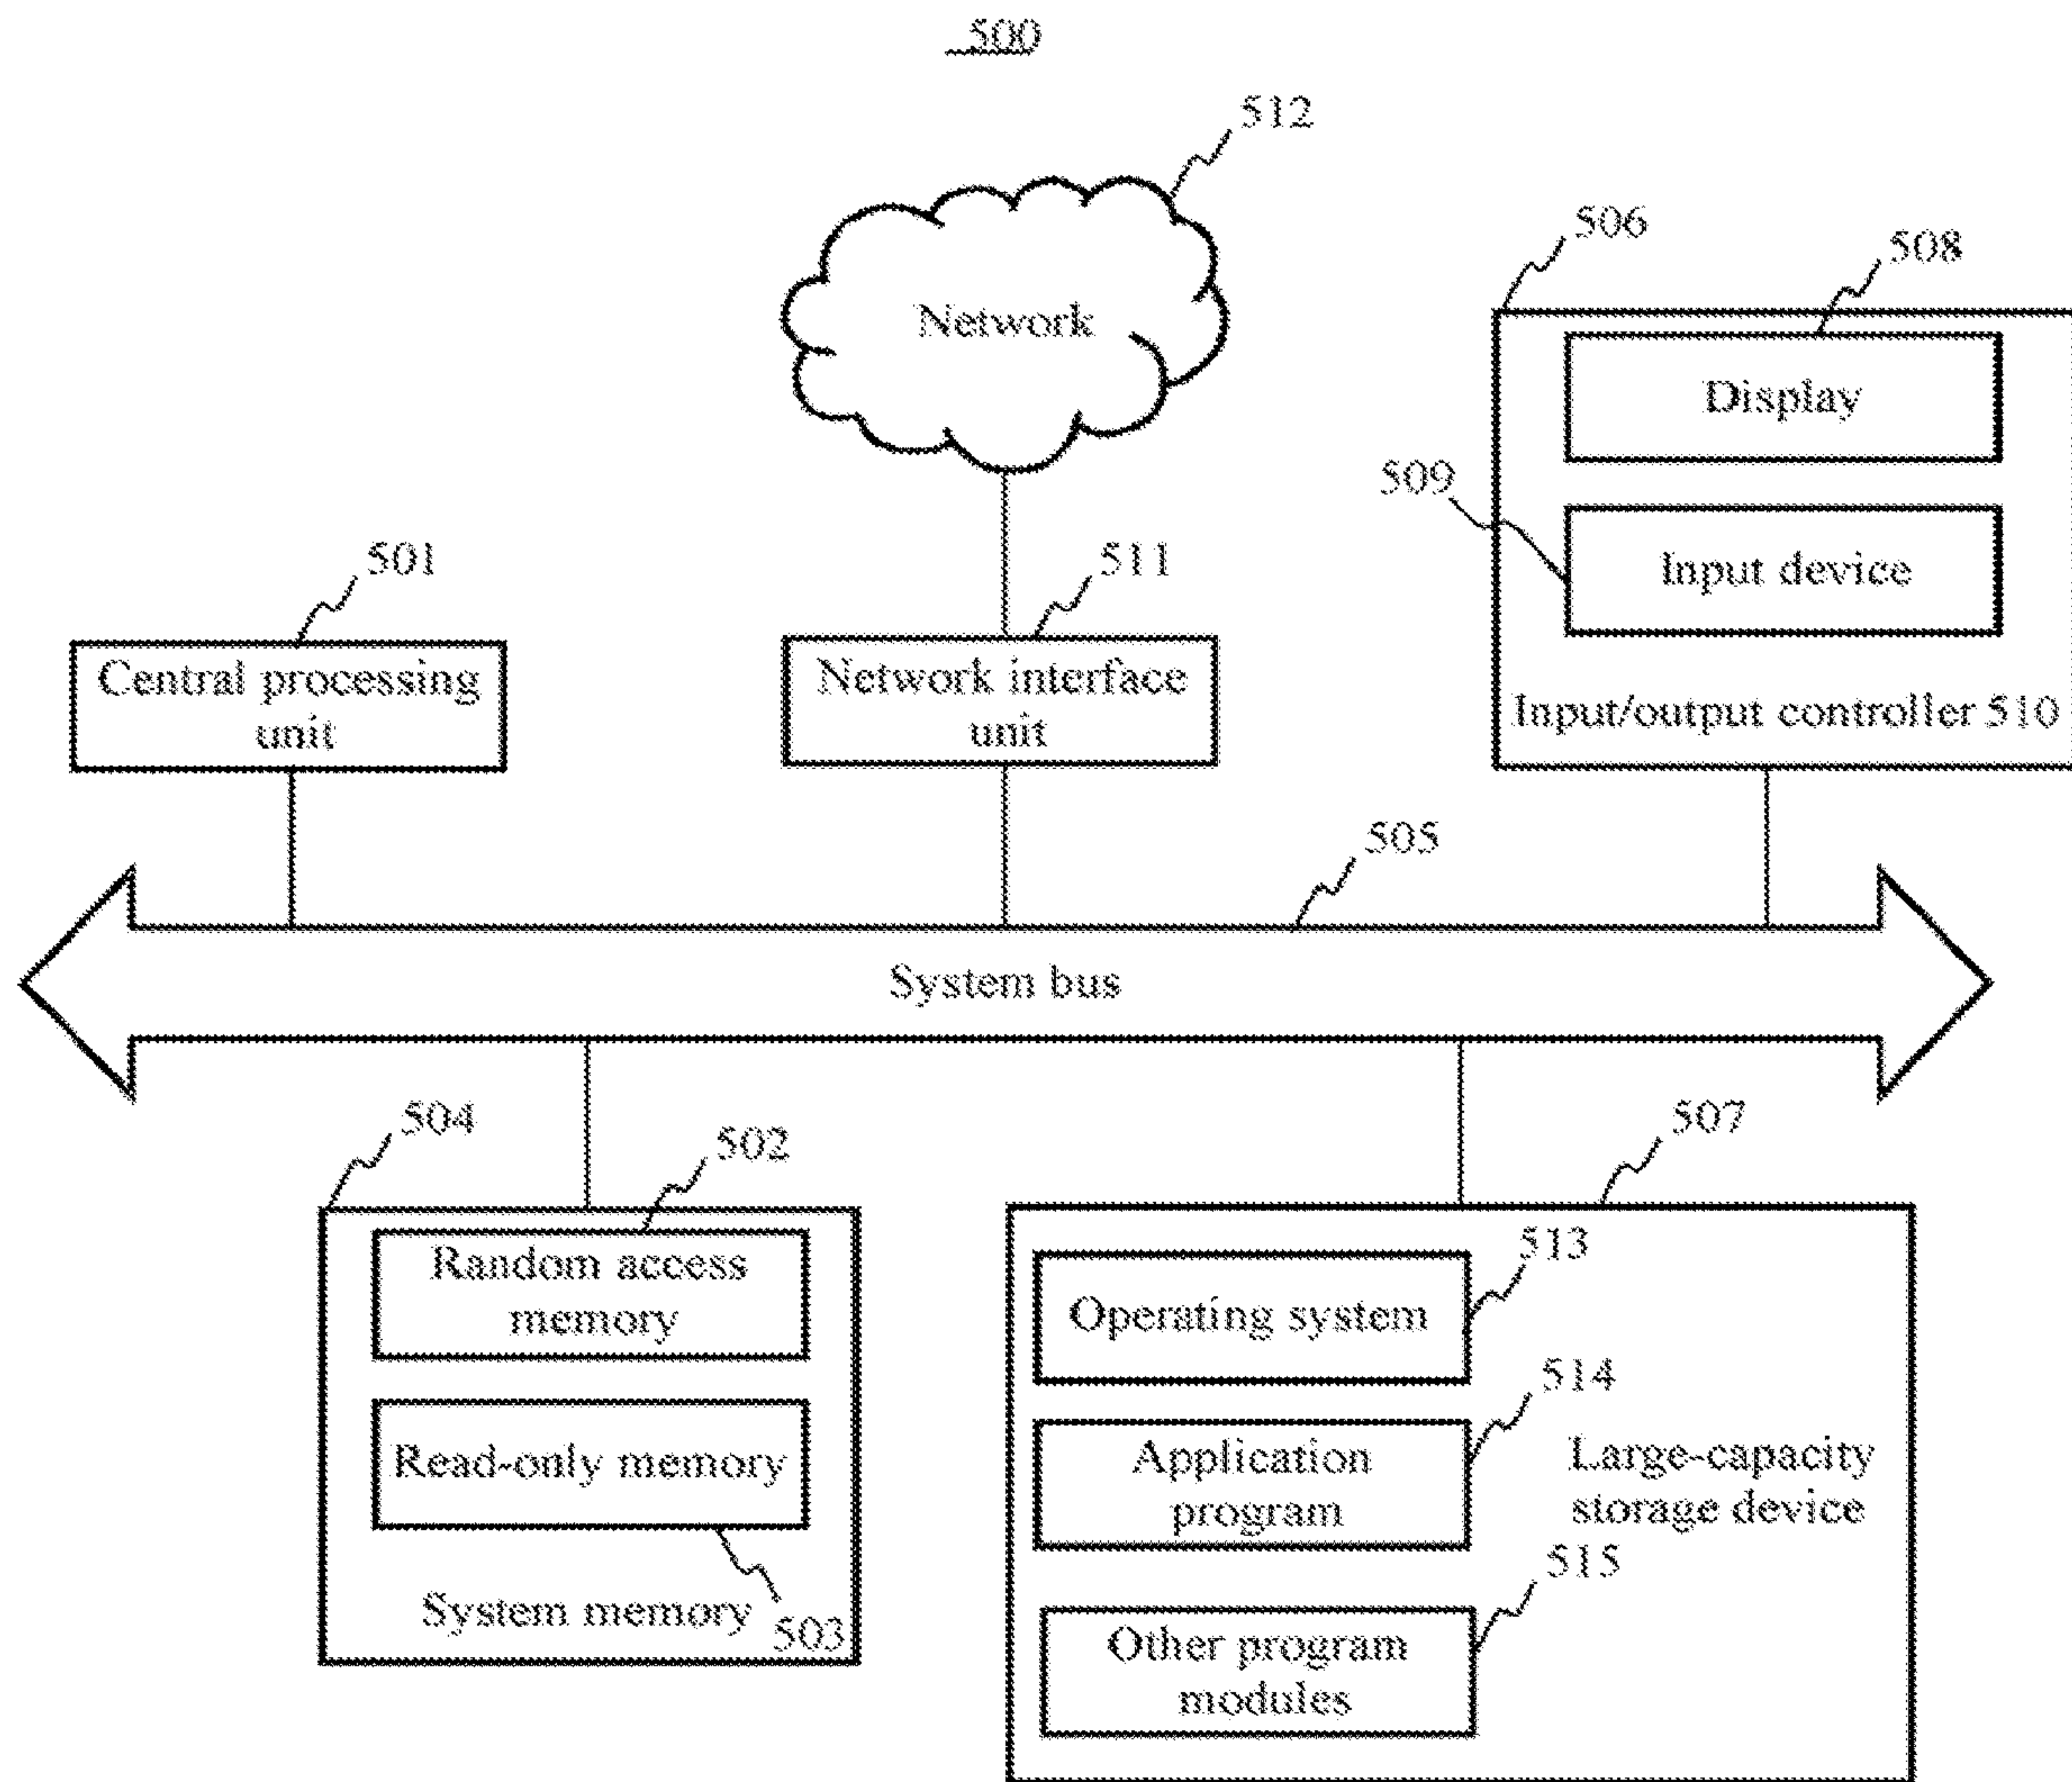 500
512
Network
506
508
Display
509
Input device
Input/output controller 510
501
Central processing
unit
511
Network interface
unit
505
System bus
504
502
Random access
memory
Read-only memory
System memory
503
507
513
Operating system
514
Application
program
Large-capacity
storage device
515
Other program
modules